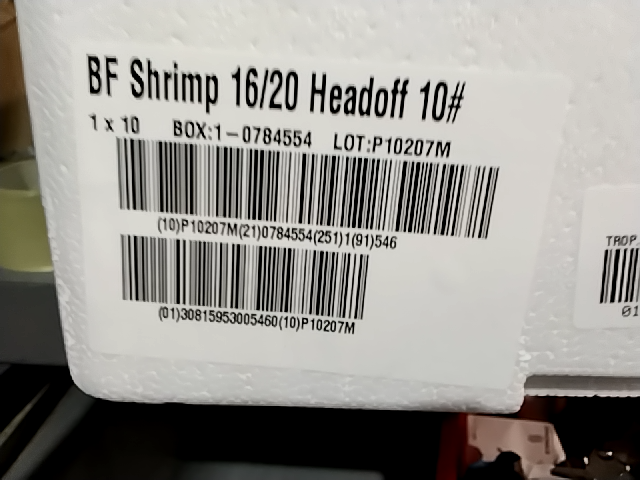 BF Shrimp 16/20 Headoff 10#
1 x 10 BOX:1-0784554 LOT:P10207M
(10)P10207M(21)0784554(251)1(91)546
(01)30815953005460(10)P10207M
TROP
01